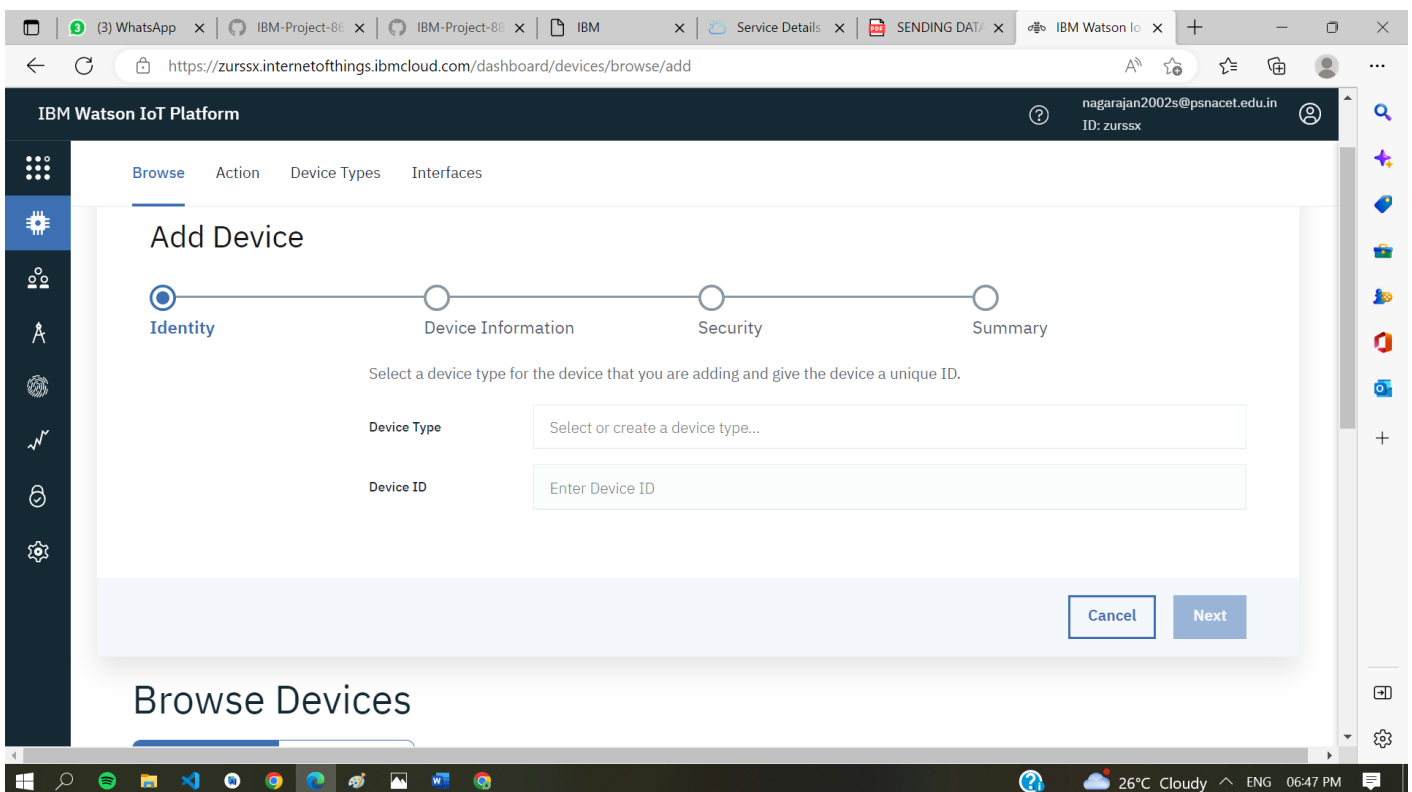 3 (3) WhatsApp IBM-Project-86 IBM-Project-88 IBM Service Details PDF SENDING DATA IBM Watson Io
https://zurssx.internetofthings.ibmcloud.com/dashboard/devices/browse/add
IBM Watson IoT Platform
nagarajan2002s@psnacet.edu.in
ID: zurssx
Browse Action Device Types Interfaces
Add Device
Identity Device Information Security Summary
Select a device type for the device that you are adding and give the device a unique ID.
Device Type Select or create a device type...
Device ID Enter Device ID
Cancel Next
Browse Devices
26°C Cloudy ENG 06:47 PM